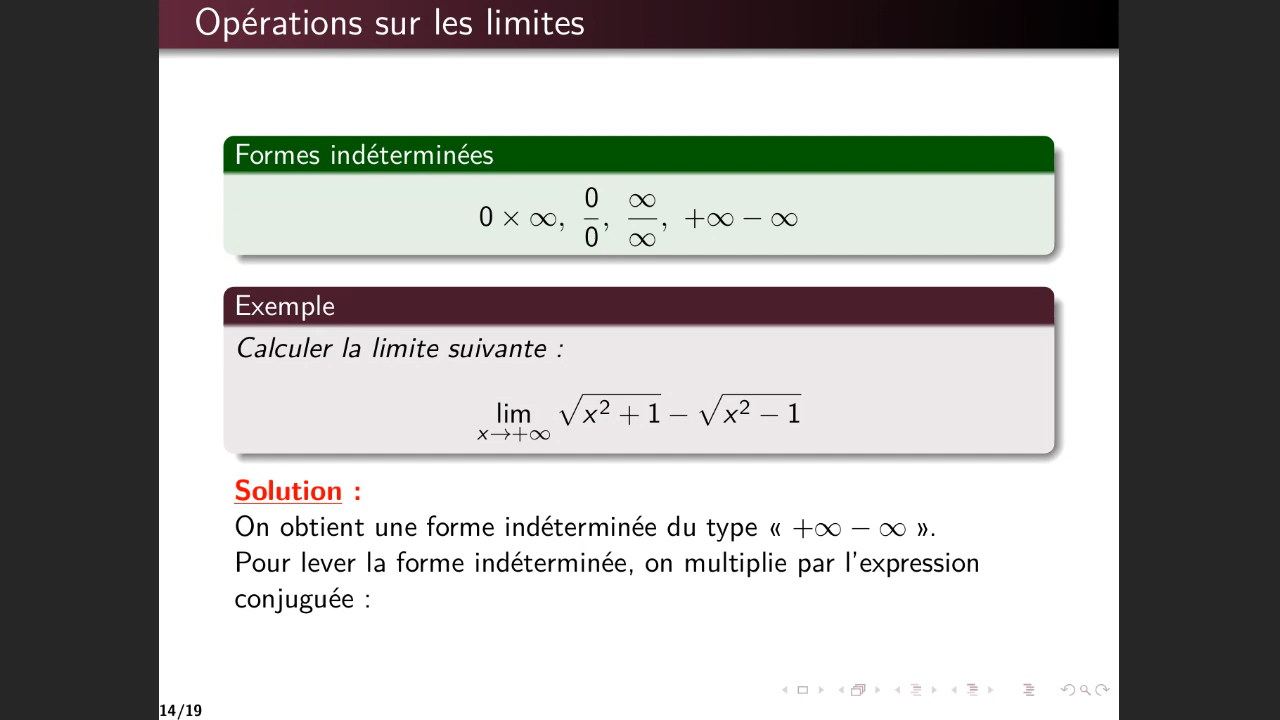 Opérations sur les limites
Formes indéterminées
0 × ∞, 0/0, ∞/∞, +∞ − ∞
Exemple
Calculer la limite suivante :
lim x→+∞ √(x² + 1) − √(x² − 1)
Solution :
On obtient une forme indéterminée du type « +∞ − ∞ ».
Pour lever la forme indéterminée, on multiplie par l'expression
conjuguée :
14/19